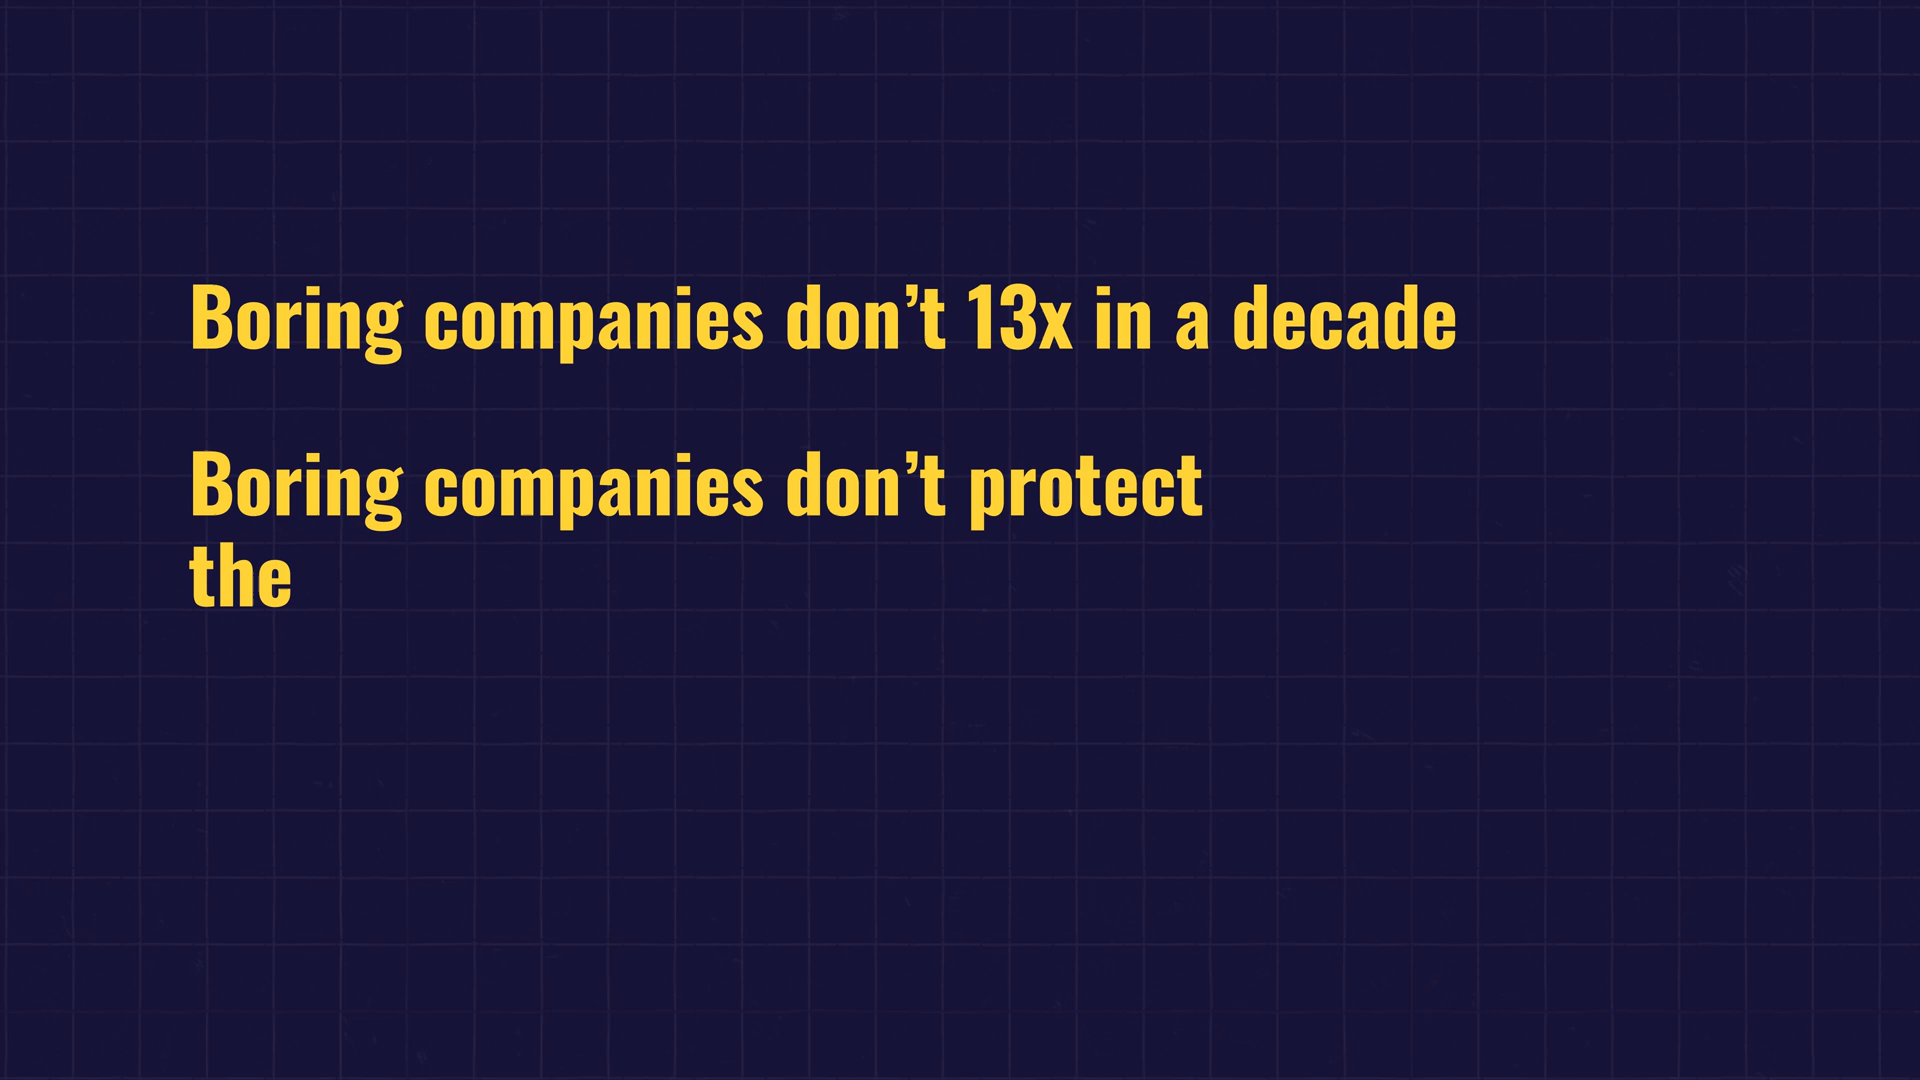 Boring companies don’t 13x in a decade
Boring companies don’t protect
the